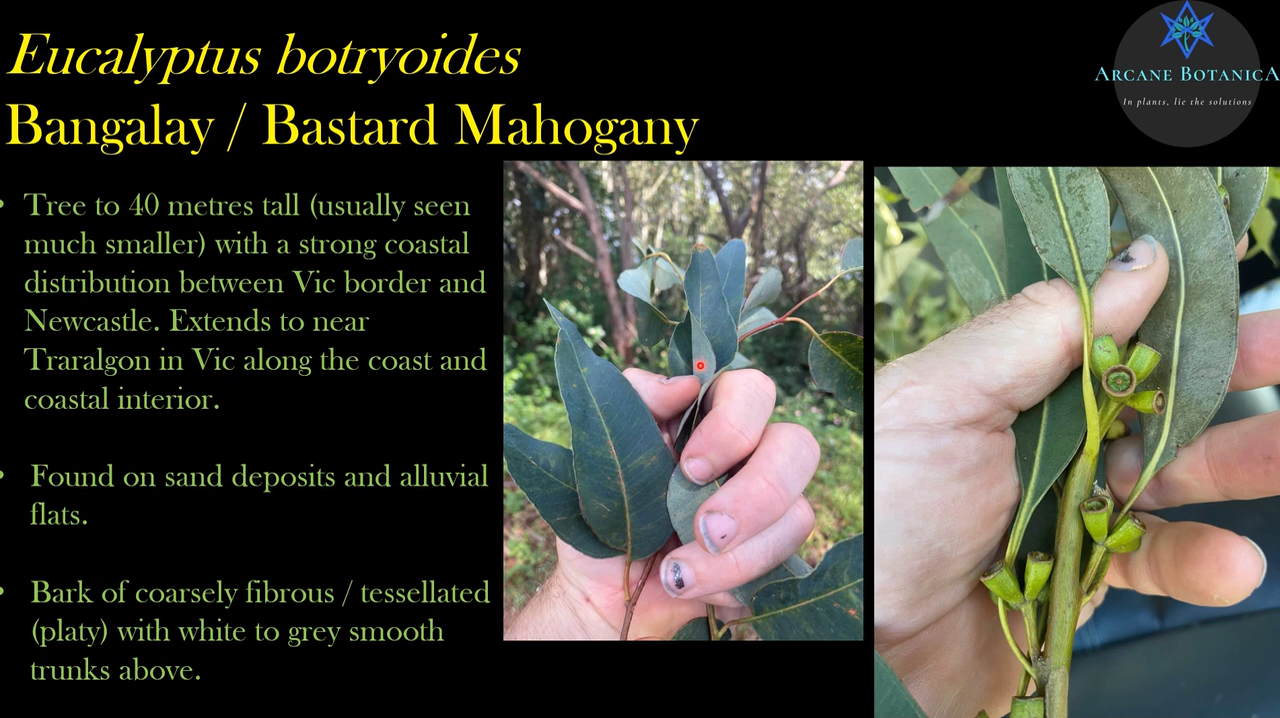 Eucalyptus botryoides
Bangalay / Bastard Mahogany
ARCANE BOTANICA
In plants, lie the solutions
• Tree to 40 metres tall (usually seen
much smaller) with a strong coastal
distribution between Vic border and
Newcastle. Extends to near
Traralgon in Vic along the coast and
coastal interior.
• Found on sand deposits and alluvial
flats.
• Bark of coarsely fibrous / tessellated
(platy) with white to grey smooth
trunks above.